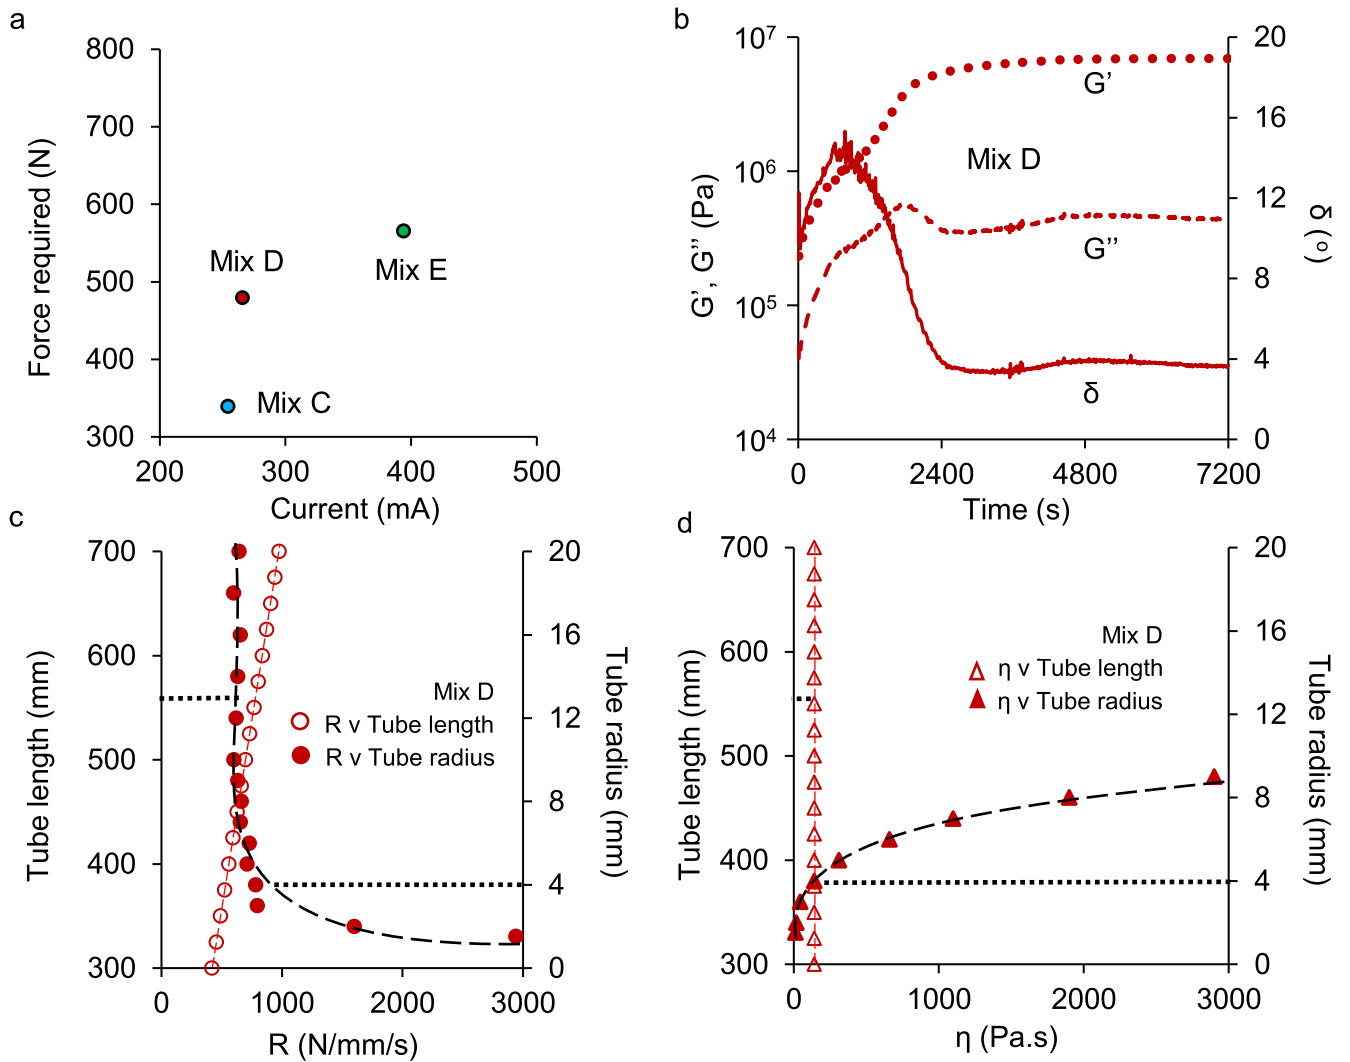 a
800
700
600
500
400
300
200
300
400
500
Force required (N)
Current (mA)
Mix D
Mix E
Mix C
b
10⁷
10⁶
10⁵
10⁴
20
16
12
8
4
0
0
2400
4800
7200
G’, G’’ (Pa)
δ (°)
Time (s)
G’
Mix D
G’’
δ
c
700
600
500
400
300
20
16
12
8
4
0
0
1000
2000
3000
Tube length (mm)
Tube radius (mm)
R (N/mm/s)
Mix D
R v Tube length
R v Tube radius
d
700
600
500
400
300
20
16
12
8
4
0
0
1000
2000
3000
Tube length (mm)
Tube radius (mm)
η (Pa.s)
Mix D
η v Tube length
η v Tube radius